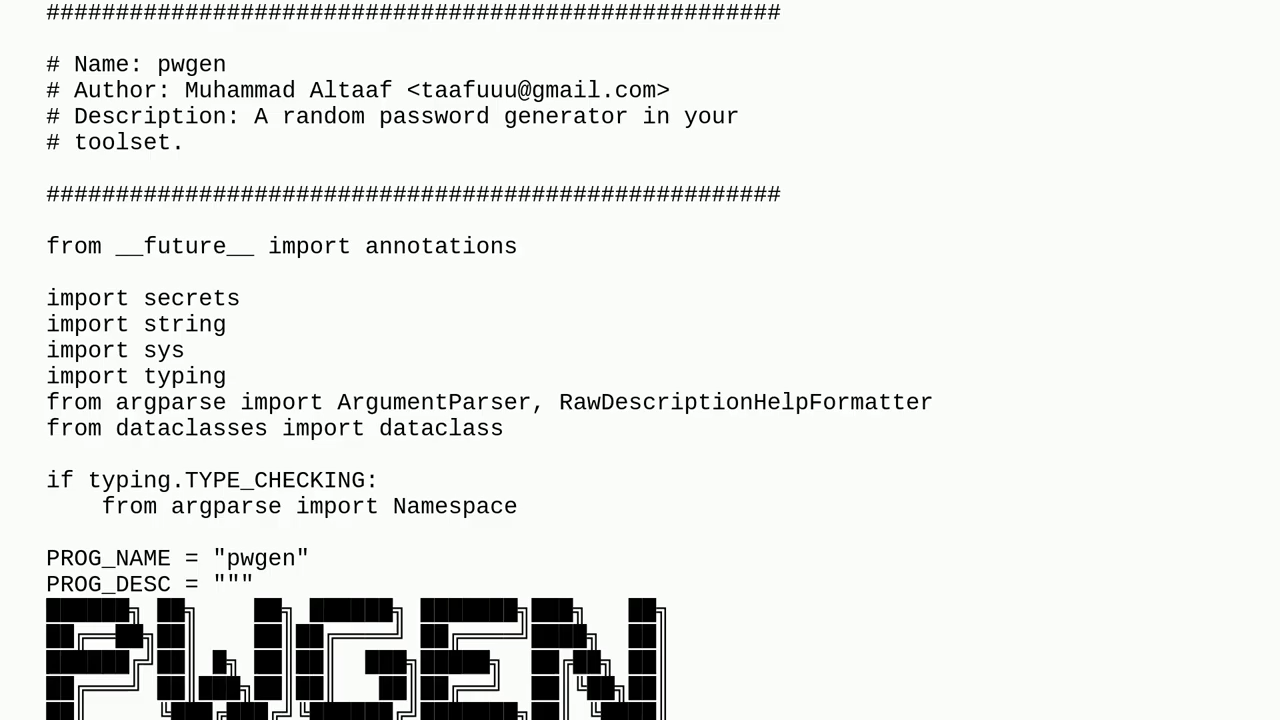 #####################################################
# Name: pwgen
# Author: Muhammad Altaaf <taafuuu@gmail.com>
# Description: A random password generator in your
# toolset.
#####################################################
from __future__ import annotations
import secrets
import string
import sys
import typing
from argparse import ArgumentParser, RawDescriptionHelpFormatter
from dataclasses import dataclass
if typing.TYPE_CHECKING:
    from argparse import Namespace
PROG_NAME = "pwgen"
PROG_DESC = """
PWGEN